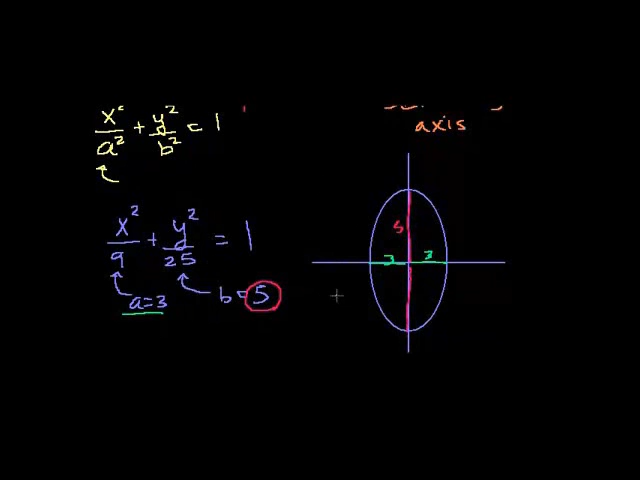 x²/a² + y²/b² = 1
axis
x²/9 + y²/25 = 1
a=3
b=5
5
3 3